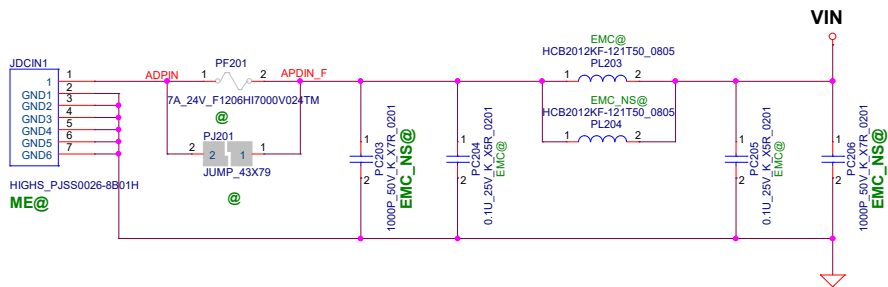 VIN
JDCIN1
1
GND1
GND2
GND3
GND4
GND5
GND6
1
2
3
4
5
6
7
HIGHS_PJSS0026-8B01H
ME@
ADPIN
PF201
1
2
APDIN_F
7A_24V_F1206HI7000V024TM
@
PJ201
2
2
1
1
JUMP_43X79
@
1
2
PC203
1000P_50V_K_X7R_0201
EMC_NS@
1
2
PC204
0.1U_25V_K_X5R_0201
EMC@
EMC@
HCB2012KF-121T50_0805
1
2
PL203
EMC_NS@
HCB2012KF-121T50_0805
1
2
PL204
1
2
PC205
0.1U_25V_K_X5R_0201
EMC@
1
2
PC206
1000P_50V_K_X7R_0201
EMC_NS@